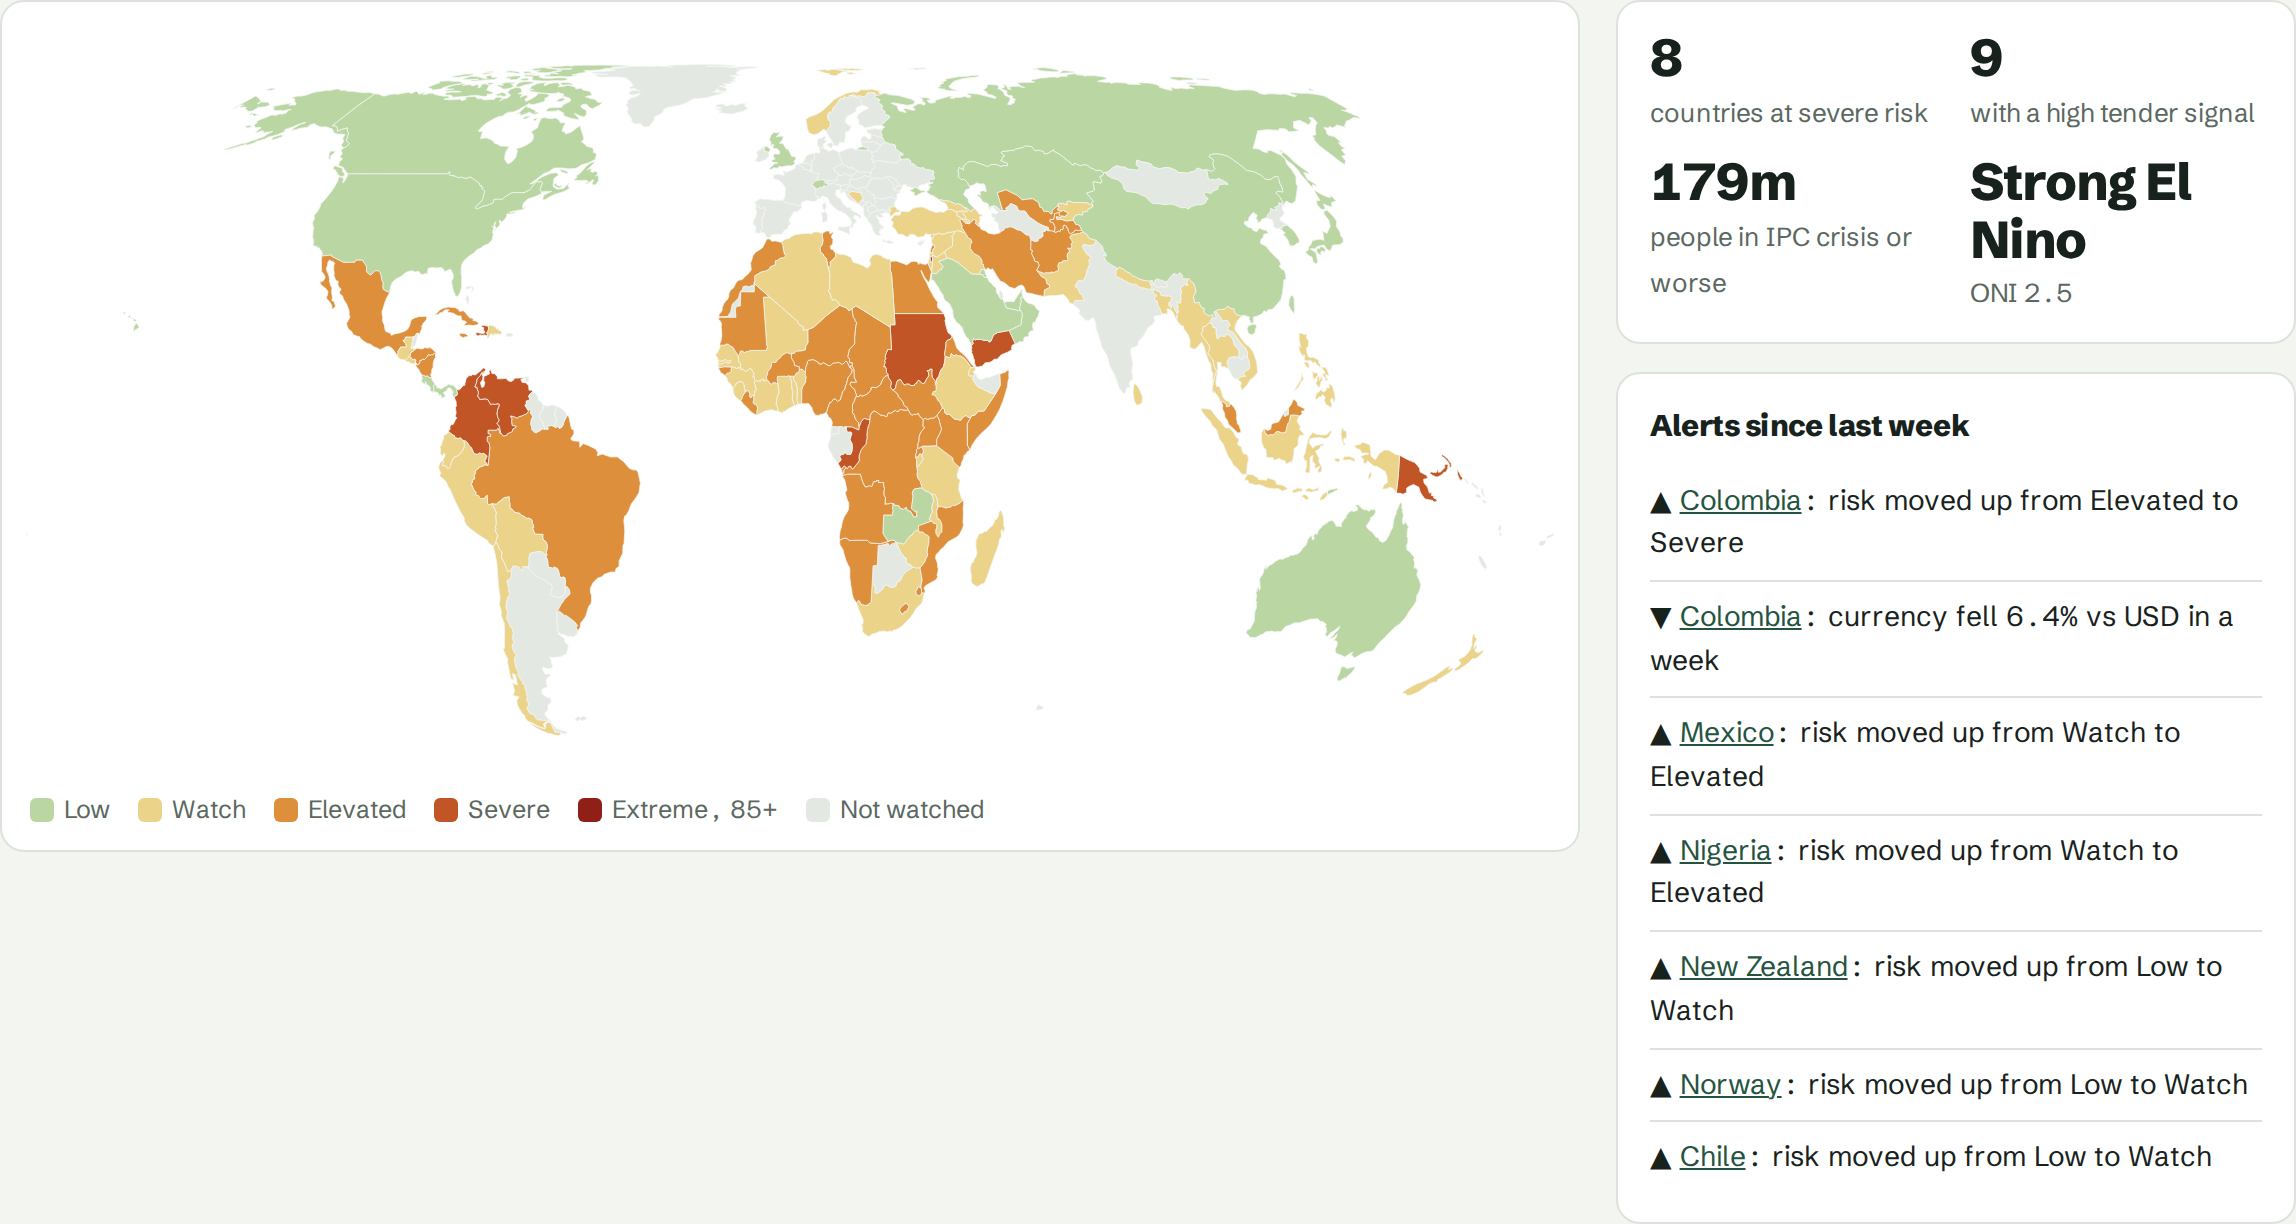 8
countries at severe risk
9
with a high tender signal
179m
people in IPC crisis or
worse
Strong El
Nino
ONI 2.5
Low
Watch
Elevated
Severe
Extreme, 85+
Not watched
Alerts since last week
▲ Colombia: risk moved up from Elevated to
Severe
▼ Colombia: currency fell 6.4% vs USD in a
week
▲ Mexico: risk moved up from Watch to
Elevated
▲ Nigeria: risk moved up from Watch to
Elevated
▲ New Zealand: risk moved up from Low to
Watch
▲ Norway: risk moved up from Low to Watch
▲ Chile: risk moved up from Low to Watch